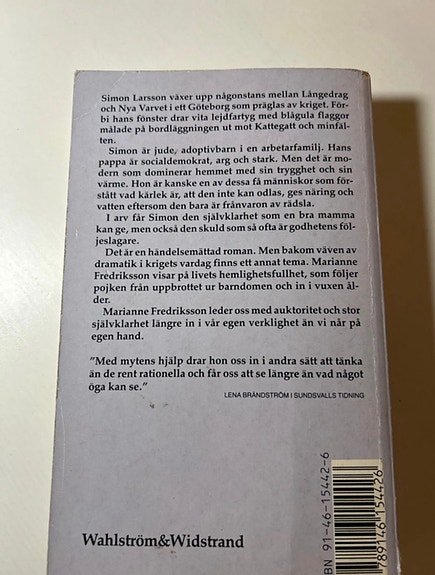 Simon Larsson växer upp någonstans mellan Långedrag
och Nya Varvet i ett Göteborg som präglas av kriget. För-
bi hans fönster drar vita lejdfartyg med blågula flaggor
målade på bordläggningen ut mot Kattegatt och minfäl-
ten.
Simon är jude, adoptivbarn i en arbetarfamilj. Hans
pappa är socialdemokrat, arg och stark. Men det är mo-
dern som dominerar hemmet med sin trygghet och sin
värme. Hon är kanske en av dessa få människor som för-
stått vad kärlek är, att den inte kan odlas, ges näring och
vatten eftersom den bara är frånvaron av rädsla.
I arv får Simon den självklarhet som en bra mamma
kan ge, men också den skuld som så ofta är godhetens föl-
jeslagare.
Det är en händelsemättad roman. Men bakom väven av
dramatik i krigets vardag finns ett annat tema. Marianne
Fredriksson visar på livets hemlighetsfullhet, som följer
pojken från uppbrottet ur barndomen och in i vuxen ål-
der.
Marianne Fredriksson leder oss med auktoritet och stor
självklarhet längre in i vår egen verklighet än vi når på
egen hand.
"Med mytens hjälp drar hon oss in i andra sätt att tänka
än de rent rationella och får oss att se längre än vad något
öga kan se."
LENA BRÄNDSTRÖM I SUNDSVALLS TIDNING
Wahlström&Widstrand
BN 91-46-15442-6
789146154426